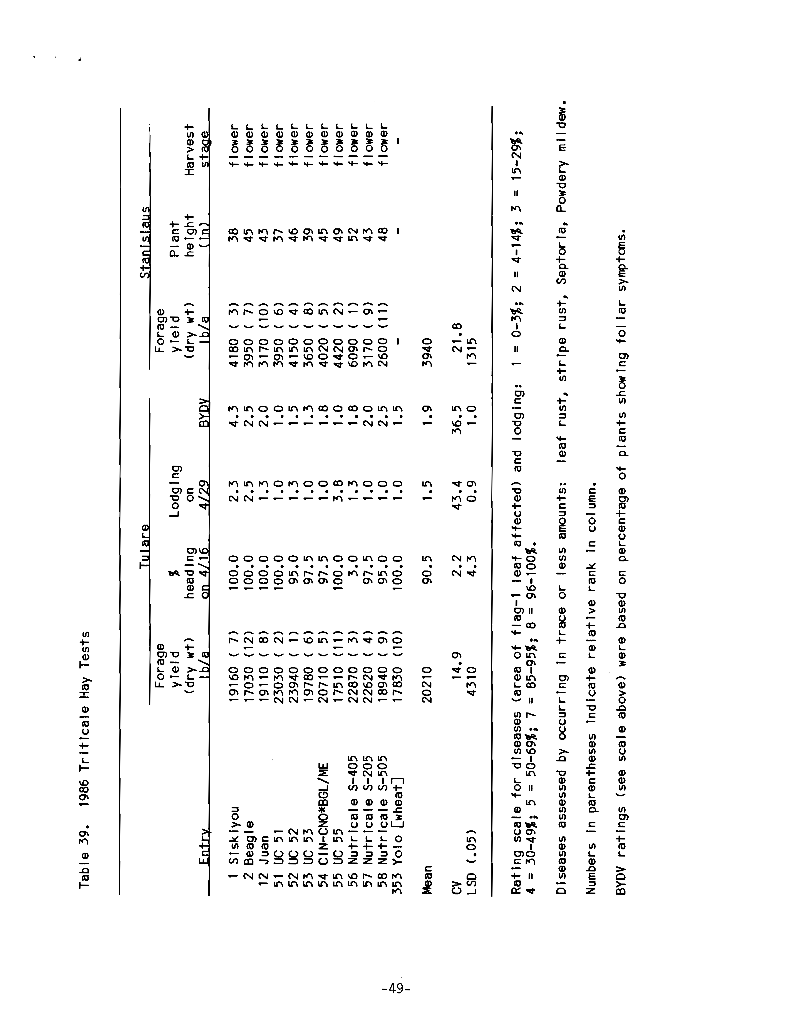 Table 39. 1986 Triticale Hay Tests
Tulare Stanislaus
Forage % Lodging Forage Plant Harvest
yield heading on BYDV yield height stage
(dry wt) on 4/16 4/29 (dry wt) (in)
Entry lb/a lb/a
1 Siskiyou 19160 ( 7) 100.0 2.3 4.3 4180 ( 3) 38 flower
2 Beagle 17030 (12) 100.0 2.5 2.5 3950 ( 7) 45 flower
12 Juan 19110 ( 8) 100.0 1.3 2.0 3170 (10) 43 flower
51 UC 51 23030 ( 2) 100.0 1.0 1.0 3950 ( 6) 37 flower
52 UC 52 23940 ( 1) 95.0 1.3 1.5 4150 ( 4) 46 flower
53 UC 53 19780 ( 6) 97.5 1.0 1.3 3650 ( 8) 39 flower
54 CIN-CNO*BGL/ME 20710 ( 5) 97.5 1.0 1.8 4020 ( 5) 45 flower
55 UC 55 17510 (11) 100.0 3.8 1.0 4420 ( 2) 49 flower
56 Nutricale S-405 22870 ( 3) 3.0 1.3 1.8 6090 ( 1) 52 flower
57 Nutricale S-205 22620 ( 4) 97.5 1.0 2.0 3170 ( 9) 43 flower
58 Nutricale S-505 18940 ( 9) 95.0 1.0 2.5 2600 (11) 48 flower
353 Yolo [wheat] 17830 (10) 100.0 1.0 1.5 - - -
Mean 20210 90.5 1.5 1.9 3940
CV 14.9 2.2 43.4 36.5 21.8
LSD (.05) 4310 4.3 0.9 1.0 1315
Rating scale for diseases (area of flag-1 leaf affected) and lodging: 1 = 0-3%; 2 = 4-14%; 3 = 15-29%;
4 = 30-49%; 5 = 50-69%; 7 = 85-95%; 8 = 96-100%.
Diseases assessed by occurring in trace or less amounts: leaf rust, stripe rust, Septoria, Powdery mildew.
Numbers in parentheses indicate relative rank in column.
BYDV ratings (see scale above) were based on percentage of plants showing foliar symptoms.
-49-